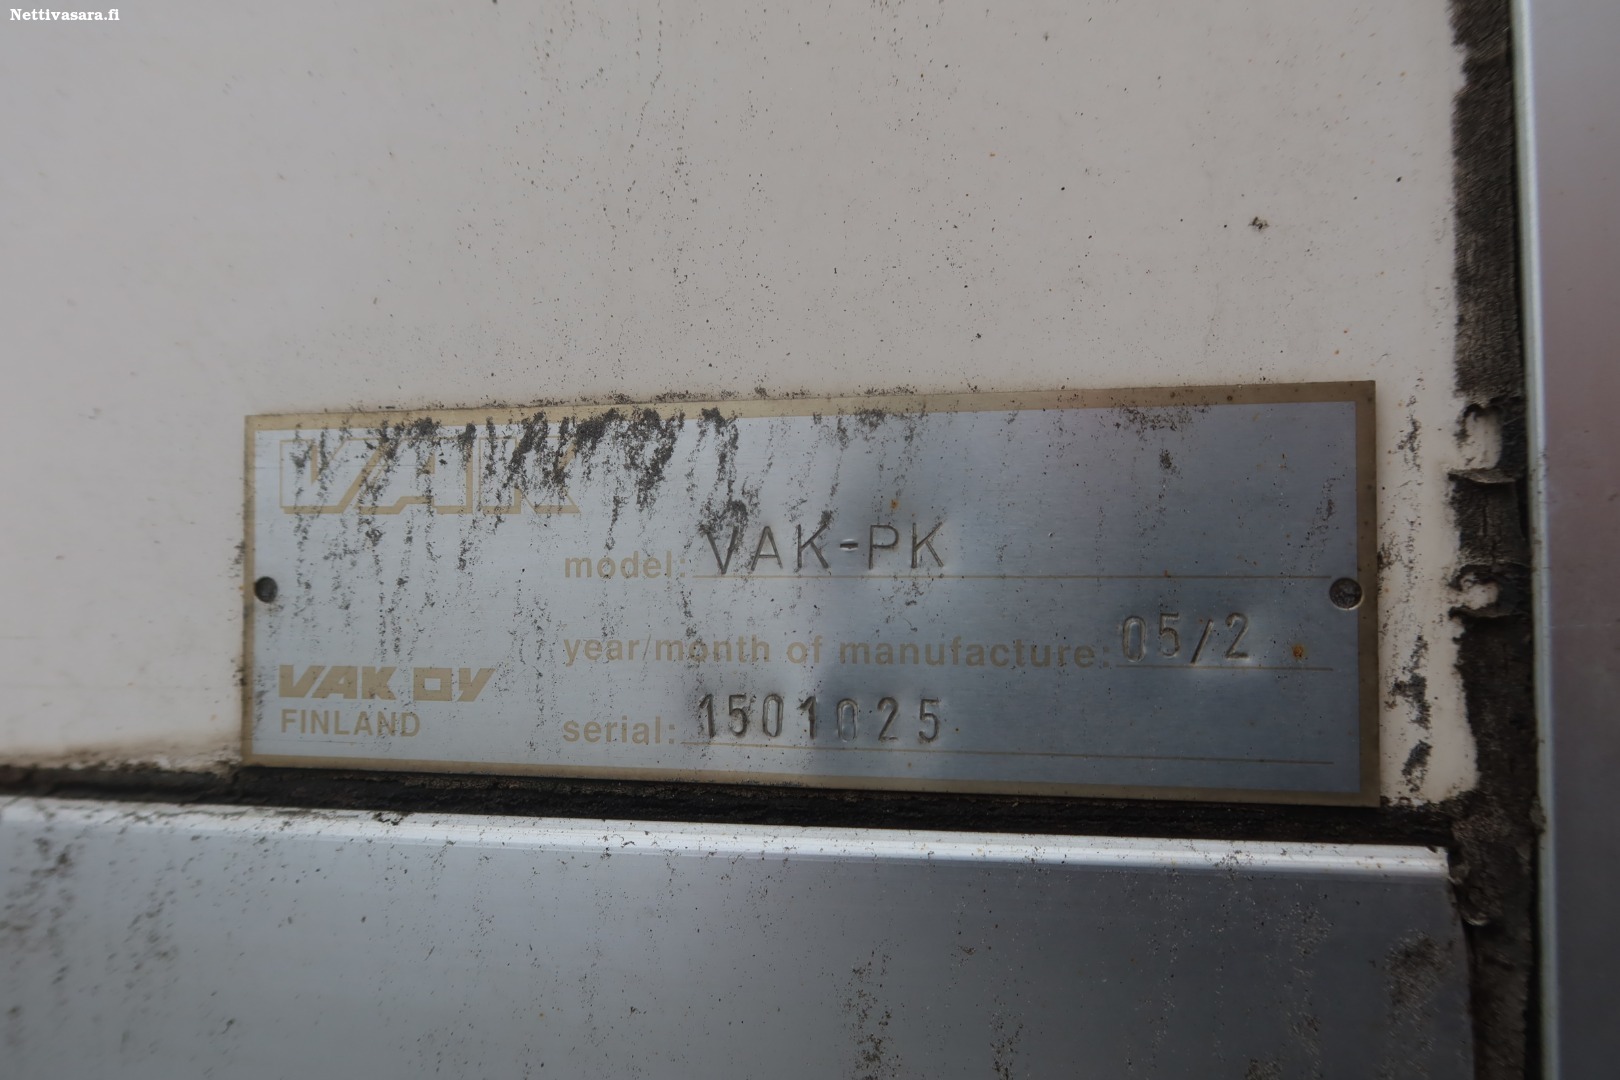 Nettivasara.fi
VAK
model: VAK-PK
year/month of manufacture: 05/2
VAK OY
FINLAND
serial: 1501025